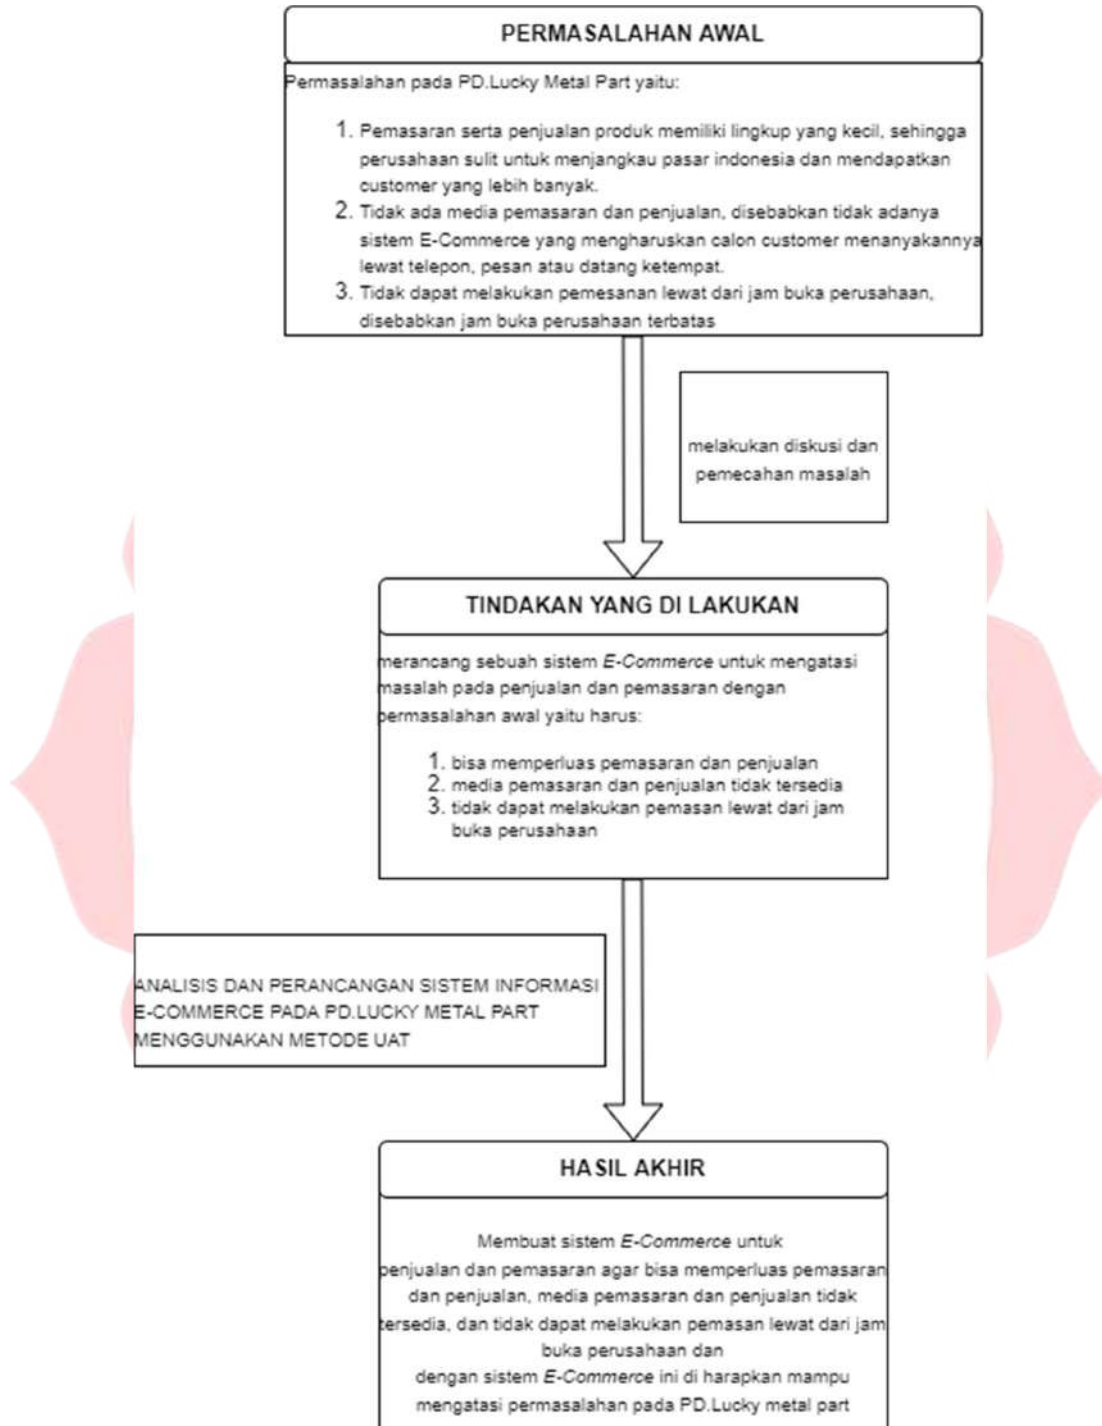 PERMASALAHAN AWAL
Permasalahan pada PD.Lucky Metal Part yaitu:
1. Pemasaran serta penjualan produk memiliki lingkup yang kecil, sehingga
perusahaan sulit untuk menjangkau pasar indonesia dan mendapatkan
customer yang lebih banyak.
2. Tidak ada media pemasaran dan penjualan, disebabkan tidak adanya
sistem E-Commerce yang mengharuskan calon customer menanyakannya
lewat telepon, pesan atau datang ketempat.
3. Tidak dapat melakukan pemesanan lewat dari jam buka perusahaan,
disebabkan jam buka perusahaan terbatas
melakukan diskusi dan
pemecahan masalah
TINDAKAN YANG DI LAKUKAN
merancang sebuah sistem E-Commerce untuk mengatasi
masalah pada penjualan dan pemasaran dengan
permasalahan awal yaitu harus:
1. bisa memperluas pemasaran dan penjualan
2. media pemasaran dan penjualan tidak tersedia
3. tidak dapat melakukan pemasan lewat dari jam
buka perusahaan
ANALISIS DAN PERANCANGAN SISTEM INFORMASI
E-COMMERCE PADA PD.LUCKY METAL PART
MENGGUNAKAN METODE UAT
HASIL AKHIR
Membuat sistem E-Commerce untuk
penjualan dan pemasaran agar bisa memperluas pemasaran
dan penjualan, media pemasaran dan penjualan tidak
tersedia, dan tidak dapat melakukan pemasan lewat dari jam
buka perusahaan dan
dengan sistem E-Commerce ini di harapkan mampu
mengatasi permasalahan pada PD.Lucky metal part